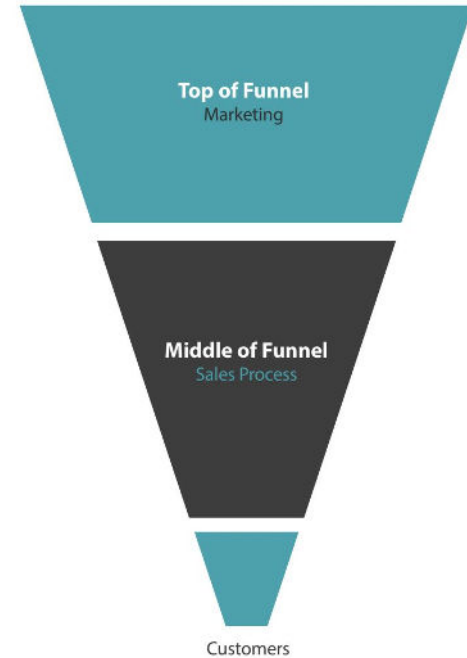 Top of Funnel
Marketing
Middle of Funnel
Sales Process
Customers